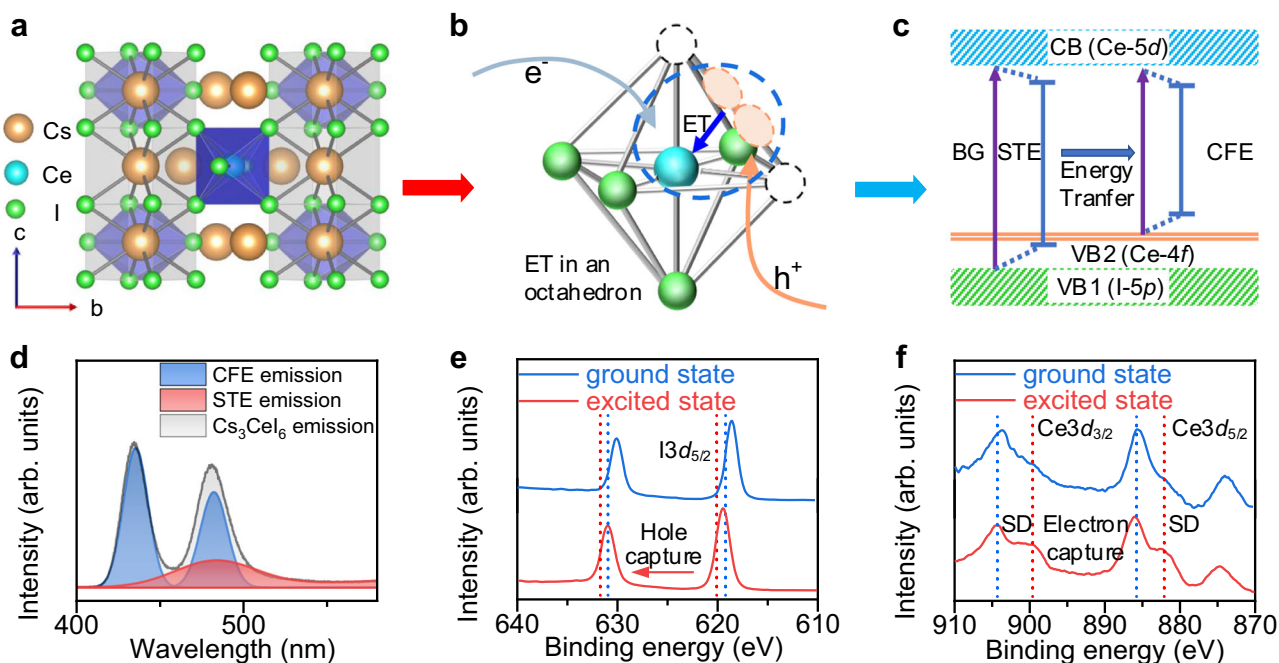 a
Cs
Ce
I
c
b
b
e⁻
ET
ET in an
octahedron
h⁺
c
CB (Ce-5d)
BG
STE
Energy
Tranfer
CFE
VB2 (Ce-4f)
VB1 (I-5p)
d
CFE emission
STE emission
Cs₃CeI₆ emission
Intensity (arb. units)
400
500
Wavelength (nm)
e
ground state
excited state
I3d₅/₂
Hole
capture
Intensity (arb. units)
640
630
620
610
Binding energy (eV)
f
ground state
excited state
Ce3d₃/₂
Ce3d₅/₂
SD
Electron
capture
SD
Intensity (arb. units)
910
900
890
880
870
Binding energy (eV)